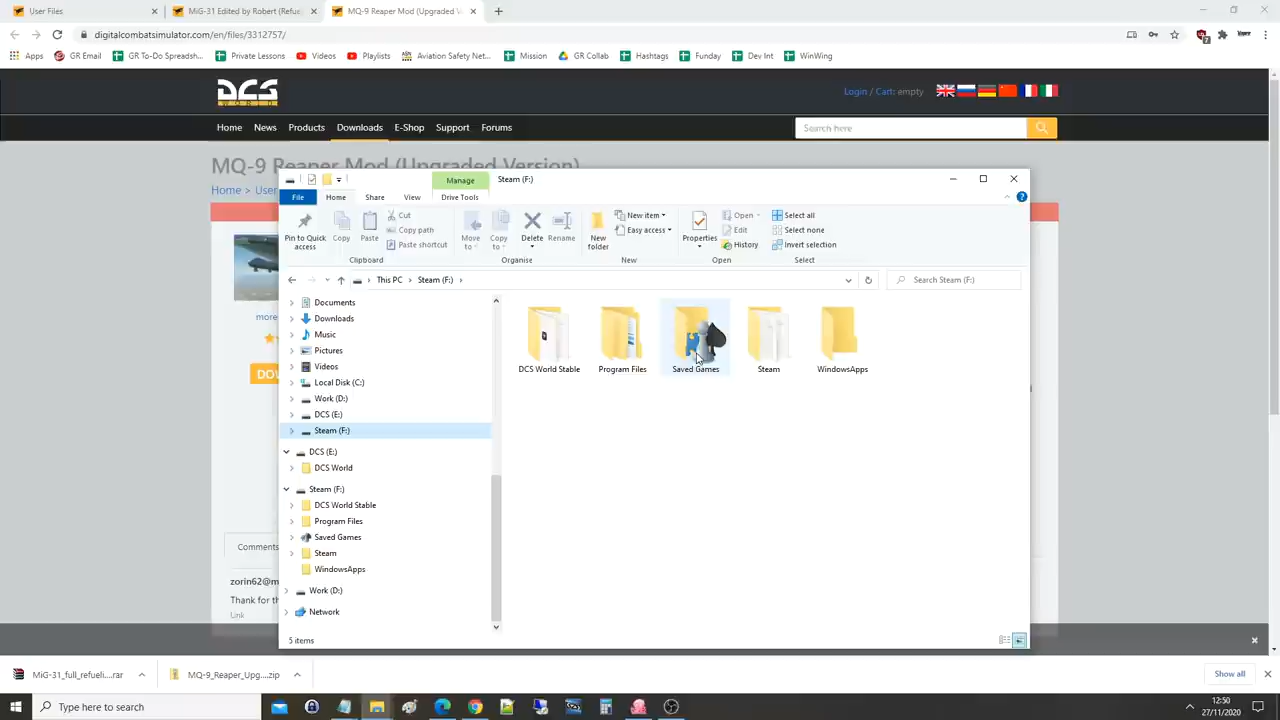 User Files
MiG-31 Edited by Robert (Refue
MQ-9 Reaper Mod (Upgraded V
digitalcombatsimulator.com/en/files/3312757/
Apps
GR Email
GR To-Do Spreadsh...
Private Lessons
Videos
Playlists
Aviation Safety Net...
Mission
GR Collab
Hashtags
Funday
Dev Int
WinWing
DCS
Login / Cart: empty
Home
News
Products
Downloads
E-Shop
Support
Forums
Search here
MQ-9 Reaper Mod (Upgraded Version)
Home > User
Manage
Steam (F:)
File
Home
Share
View
Drive Tools
Pin to Quick access
Copy
Paste
Cut
Copy path
Paste shortcut
Move to
Copy to
Delete
Rename
New folder
New item
Easy access
Properties
Open
Edit
History
Select all
Select none
Invert selection
Clipboard
Organise
New
Open
Select
This PC
Steam (F:)
Search Steam (F:)
Documents
Downloads
Music
Pictures
Videos
Local Disk (C:)
Work (D:)
DCS (E:)
Steam (F:)
DCS (E:)
DCS World
Steam (F:)
DCS World Stable
Program Files
Saved Games
Steam
WindowsApps
Work (D:)
Network
DCS World Stable
Program Files
Saved Games
Steam
WindowsApps
5 items
more
DOW
Comments
zorin62@m
Thank for th
Link
MiG-31_full_refueli....rar
MQ-9_Reaper_Upg....zip
Show all
Type here to search
12:50
27/11/2020